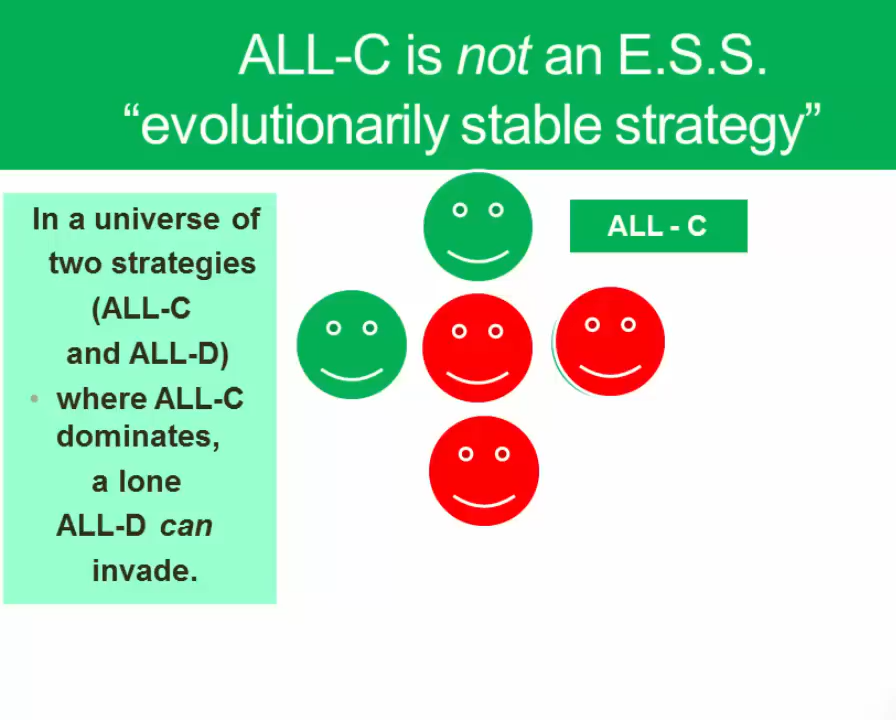 ALL-C is not an E.S.S.
“evolutionarily stable strategy”
In a universe of
two strategies
(ALL-C
and ALL-D)
• where ALL-C
dominates,
a lone
ALL-D can
invade.
ALL - C